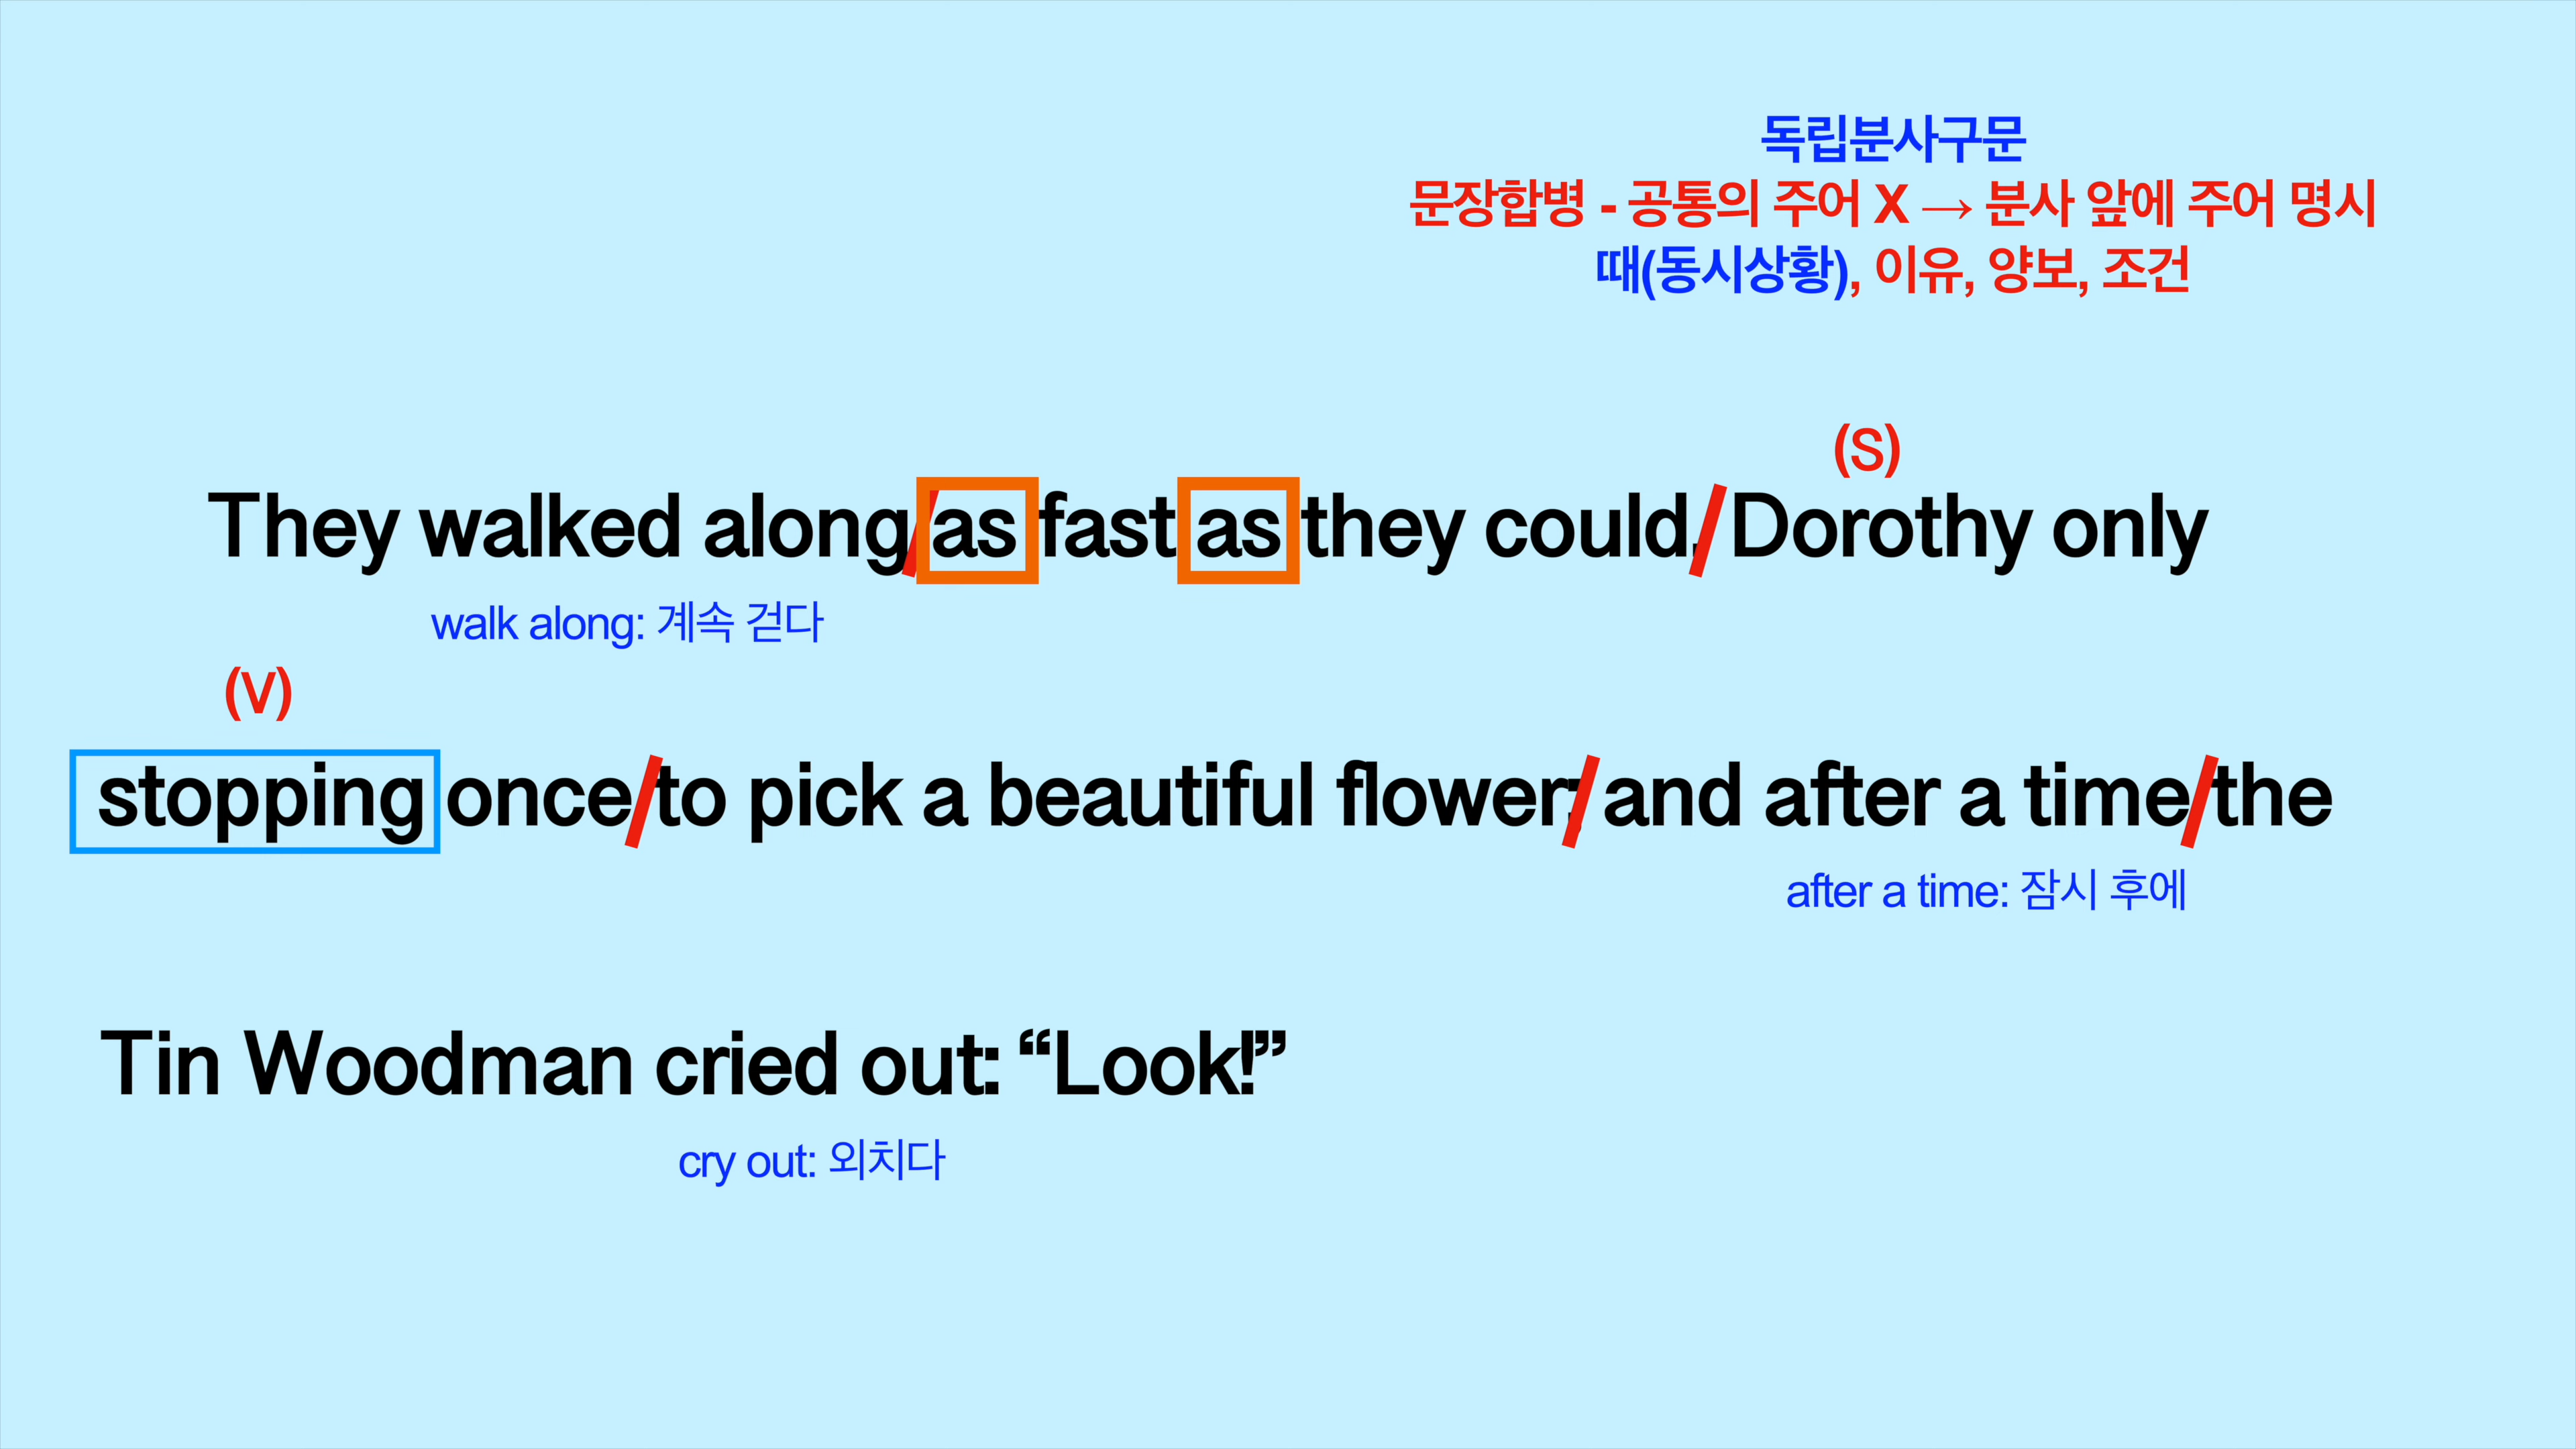 독립분사구문
문장합병 - 공통의 주어 X → 분사 앞에 주어 명시
때(동시상황), 이유, 양보, 조건
(S)
They walked along/as fast as they could,/Dorothy only
walk along: 계속 걷다
(V)
stopping once/to pick a beautiful flower;/and after a time/the
after a time: 잠시 후에
Tin Woodman cried out: “Look!”
cry out: 외치다